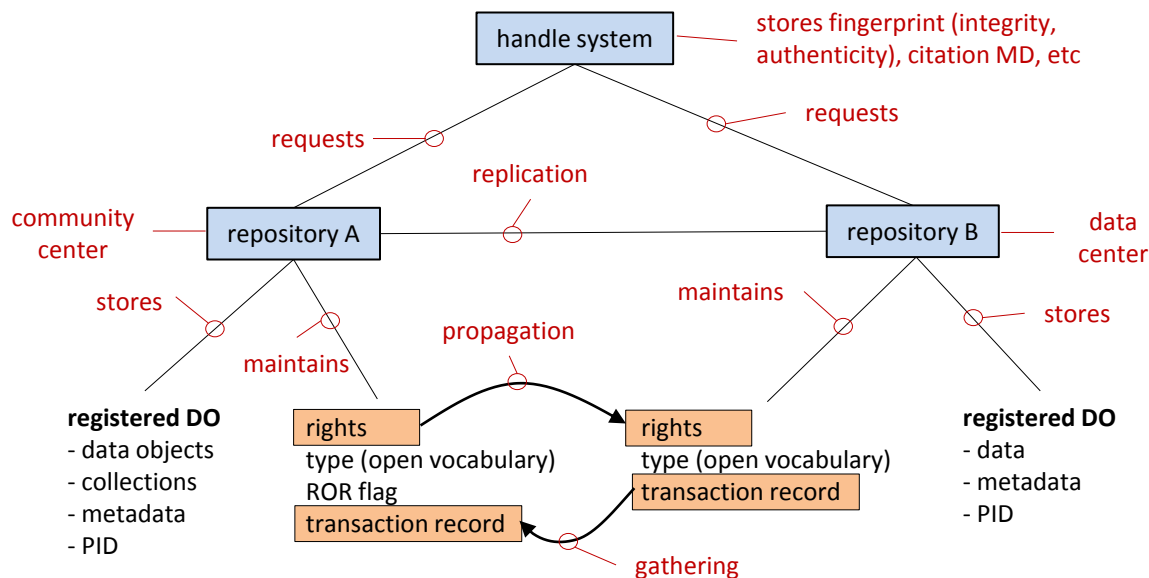 handle system
stores fingerprint (integrity,
authenticity), citation MD, etc
requests
requests
replication
community
center
repository A
repository B
data
center
stores
maintains
propagation
maintains
stores
registered DO
- data objects
- collections
- metadata
- PID
rights
type (open vocabulary)
ROR flag
transaction record
rights
type (open vocabulary)
transaction record
registered DO
- data
- metadata
- PID
gathering